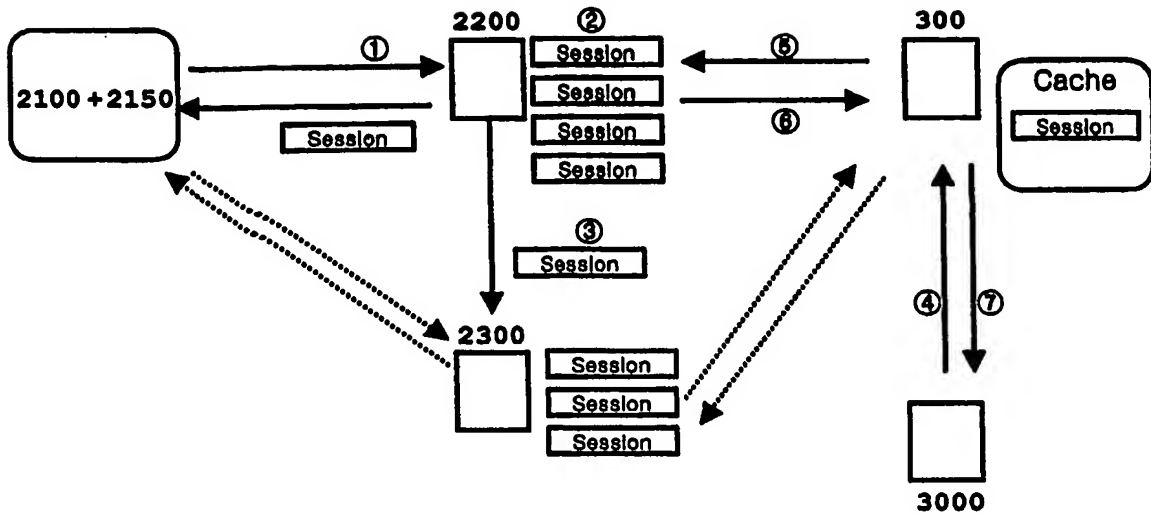 2200
②
300
Session
①
⑤
2100+2150
Session
Cache
⑥
Session
Session
Session
Session
③
Session
④
⑦
2300
Session
Session
Session
3000